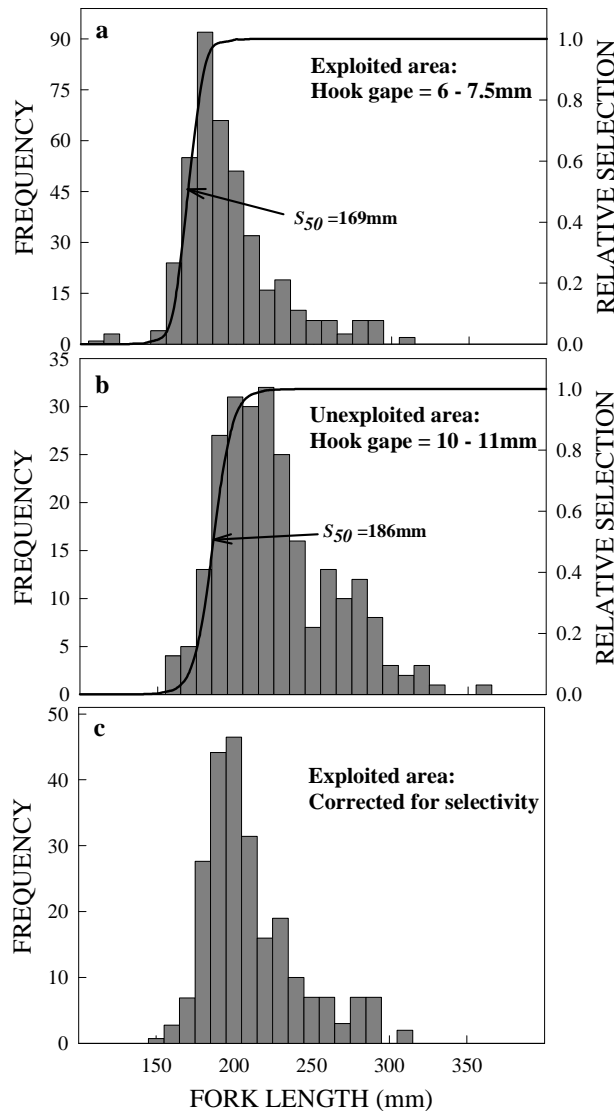 a
Exploited area:
Hook gape = 6 - 7.5mm
S50 =169mm
FREQUENCY
90
75
60
45
30
15
0
1.0
0.8
0.6
0.4
0.2
0.0
RELATIVE SELECTION
b
Unexploited area:
Hook gape = 10 - 11mm
S50 =186mm
FREQUENCY
35
30
25
20
15
10
5
0
1.0
0.8
0.6
0.4
0.2
0.0
RELATIVE SELECTION
c
Exploited area:
Corrected for selectivity
FREQUENCY
50
40
30
20
10
0
150 200 250 300 350
FORK LENGTH (mm)